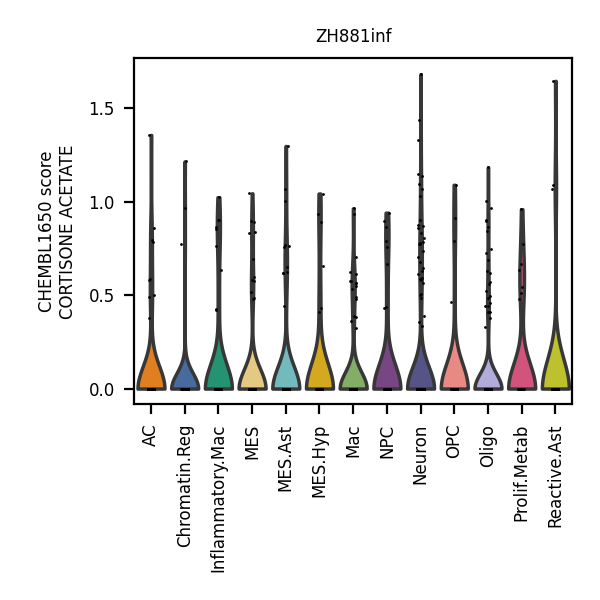 ZH881inf
CHEMBL1650 score
CORTISONE ACETATE
1.5
1.0
0.5
0.0
AC
Chromatin.Reg
Inflammatory.Mac
MES
MES.Ast
MES.Hyp
Mac
NPC
Neuron
OPC
Oligo
Prolif.Metab
Reactive.Ast